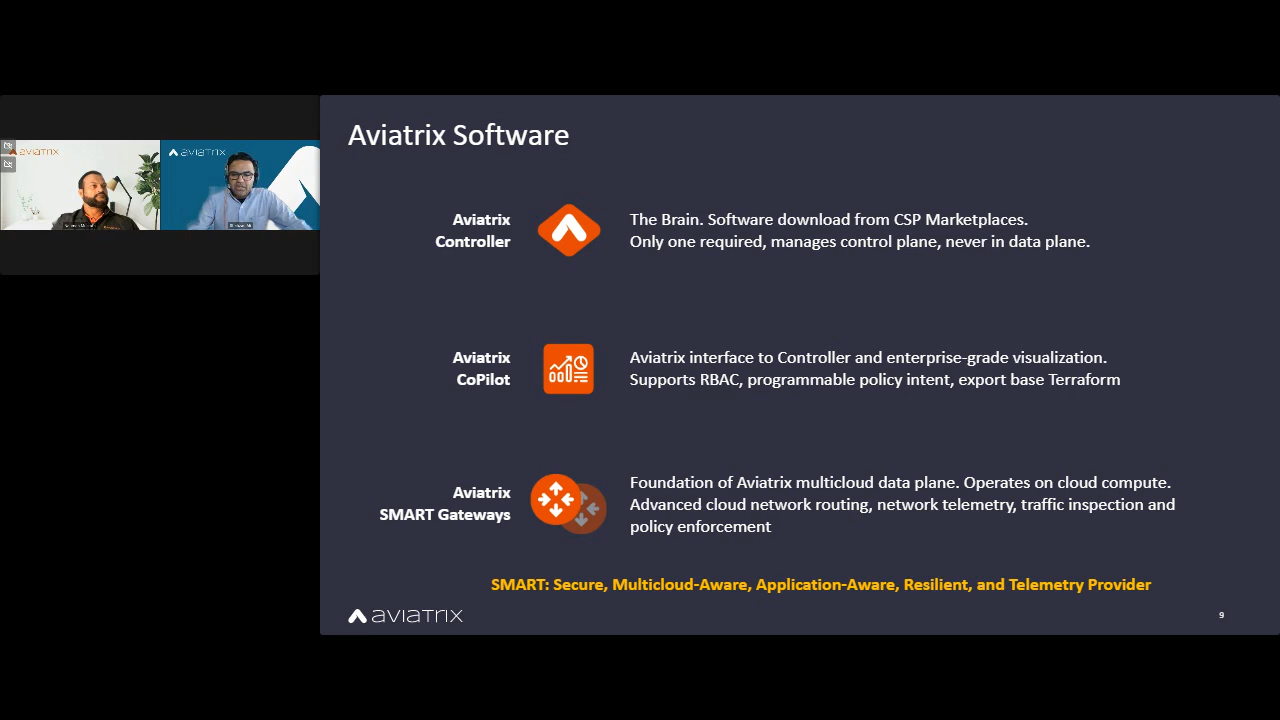 Aviatrix Software
AVIATRIX
AVIATRIX
Aviatrix
Controller
The Brain. Software download from CSP Marketplaces.
Only one required, manages control plane, never in data plane.
Aviatrix
CoPilot
Aviatrix interface to Controller and enterprise-grade visualization.
Supports RBAC, programmable policy intent, export base Terraform
Aviatrix
SMART Gateways
Foundation of Aviatrix multicloud data plane. Operates on cloud compute.
Advanced cloud network routing, network telemetry, traffic inspection and
policy enforcement
SMART: Secure, Multicloud-Aware, Application-Aware, Resilient, and Telemetry Provider
AVIATRIX
9